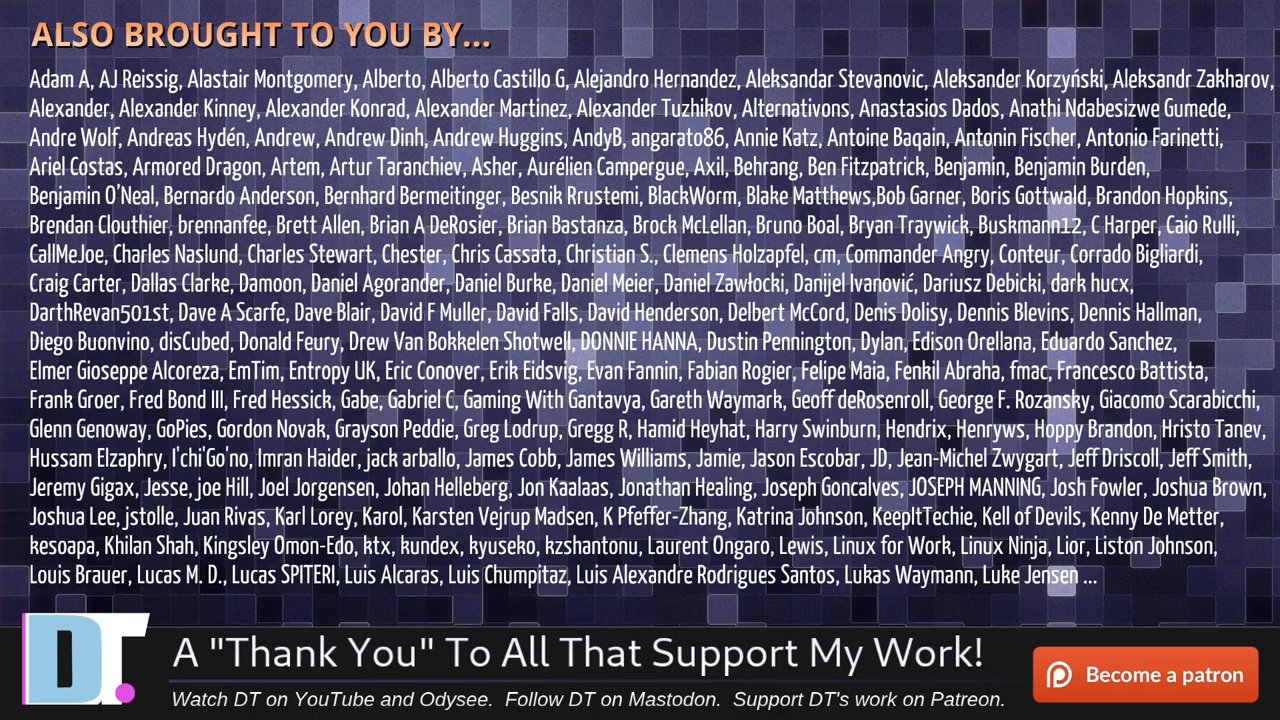 ALSO BROUGHT TO YOU BY...
Adam A, AJ Reissig, Alastair Montgomery, Alberto, Alberto Castillo G, Alejandro Hernandez, Aleksandar Stevanovic, Aleksander Korzyński, Aleksandr Zakharov,
Alexander, Alexander Kinney, Alexander Konrad, Alexander Martinez, Alexander Tuzhikov, Alternativons, Anastasios Dados, Anathi Ndabesizwe Gumede,
Andre Wolf, Andreas Hydén, Andrew, Andrew Dinh, Andrew Huggins, AndyB, angarato86, Annie Katz, Antoine Baqain, Antonin Fischer, Antonio Farinetti,
Ariel Costas, Armored Dragon, Artem, Artur Taranchiev, Asher, Aurélien Campergue, Axil, Behrang, Ben Fitzpatrick, Benjamin, Benjamin Burden,
Benjamin O’Neal, Bernardo Anderson, Bernhard Bermeitinger, Besnik Rrustemi, BlackWorm, Blake Matthews,Bob Garner, Boris Gottwald, Brandon Hopkins,
Brendan Clouthier, brennanfee, Brett Allen, Brian A DeRosier, Brian Bastanza, Brock McLellan, Bruno Boal, Bryan Traywick, Buskmann12, C Harper, Caio Rulli,
CallMeJoe, Charles Naslund, Charles Stewart, Chester, Chris Cassata, Christian S., Clemens Holzapfel, cm, Commander Angry, Conteur, Corrado Bigliardi,
Craig Carter, Dallas Clarke, Damoon, Daniel Agorander, Daniel Burke, Daniel Meier, Daniel Zawłocki, Danijel Ivanović, Dariusz Debicki, dark hucx,
DarthRevan501st, Dave A Scarfe, Dave Blair, David F Muller, David Falls, David Henderson, Delbert McCord, Denis Dolisy, Dennis Blevins, Dennis Hallman,
Diego Buonvino, disCubed, Donald Feury, Drew Van Bokkelen Shotwell, DONNIE HANNA, Dustin Pennington, Dylan, Edison Orellana, Eduardo Sanchez,
Elmer Gioseppe Alcoreza, EmTim, Entropy UK, Eric Conover, Erik Eidsvig, Evan Fannin, Fabian Rogier, Felipe Maia, Fenkil Abraha, fmac, Francesco Battista,
Frank Groer, Fred Bond III, Fred Hessick, Gabe, Gabriel C, Gaming With Gantavya, Gareth Waymark, Geoff deRosenroll, George F. Rozansky, Giacomo Scarabicchi,
Glenn Genoway, GoPies, Gordon Novak, Grayson Peddie, Greg Lodrup, Gregg R, Hamid Heyhat, Harry Swinburn, Hendrix, Henryws, Hoppy Brandon, Hristo Tanev,
Hussam Elzaphry, I'chi'Go'no, Imran Haider, jack arballo, James Cobb, James Williams, Jamie, Jason Escobar, JD, Jean-Michel Zwygart, Jeff Driscoll, Jeff Smith,
Jeremy Gigax, Jesse, joe Hill, Joel Jorgensen, Johan Helleberg, Jon Kaalaas, Jonathan Healing, Joseph Goncalves, JOSEPH MANNING, Josh Fowler, Joshua Brown,
Joshua Lee, jstolle, Juan Rivas, Karl Lorey, Karol, Karsten Vejrup Madsen, K Pfeffer-Zhang, Katrina Johnson, KeepItTechie, Kell of Devils, Kenny De Metter,
kesoapa, Khilan Shah, Kingsley Omon-Edo, ktx, kundex, kyuseko, kzshantonu, Laurent Ongaro, Lewis, Linux for Work, Linux Ninja, Lior, Liston Johnson,
Louis Brauer, Lucas M. D., Lucas SPITERI, Luis Alcaras, Luis Chumpitaz, Luis Alexandre Rodrigues Santos, Lukas Waymann, Luke Jensen ...
DT
A "Thank You" To All That Support My Work!
Watch DT on YouTube and Odysee. Follow DT on Mastodon. Support DT's work on Patreon.
Become a patron